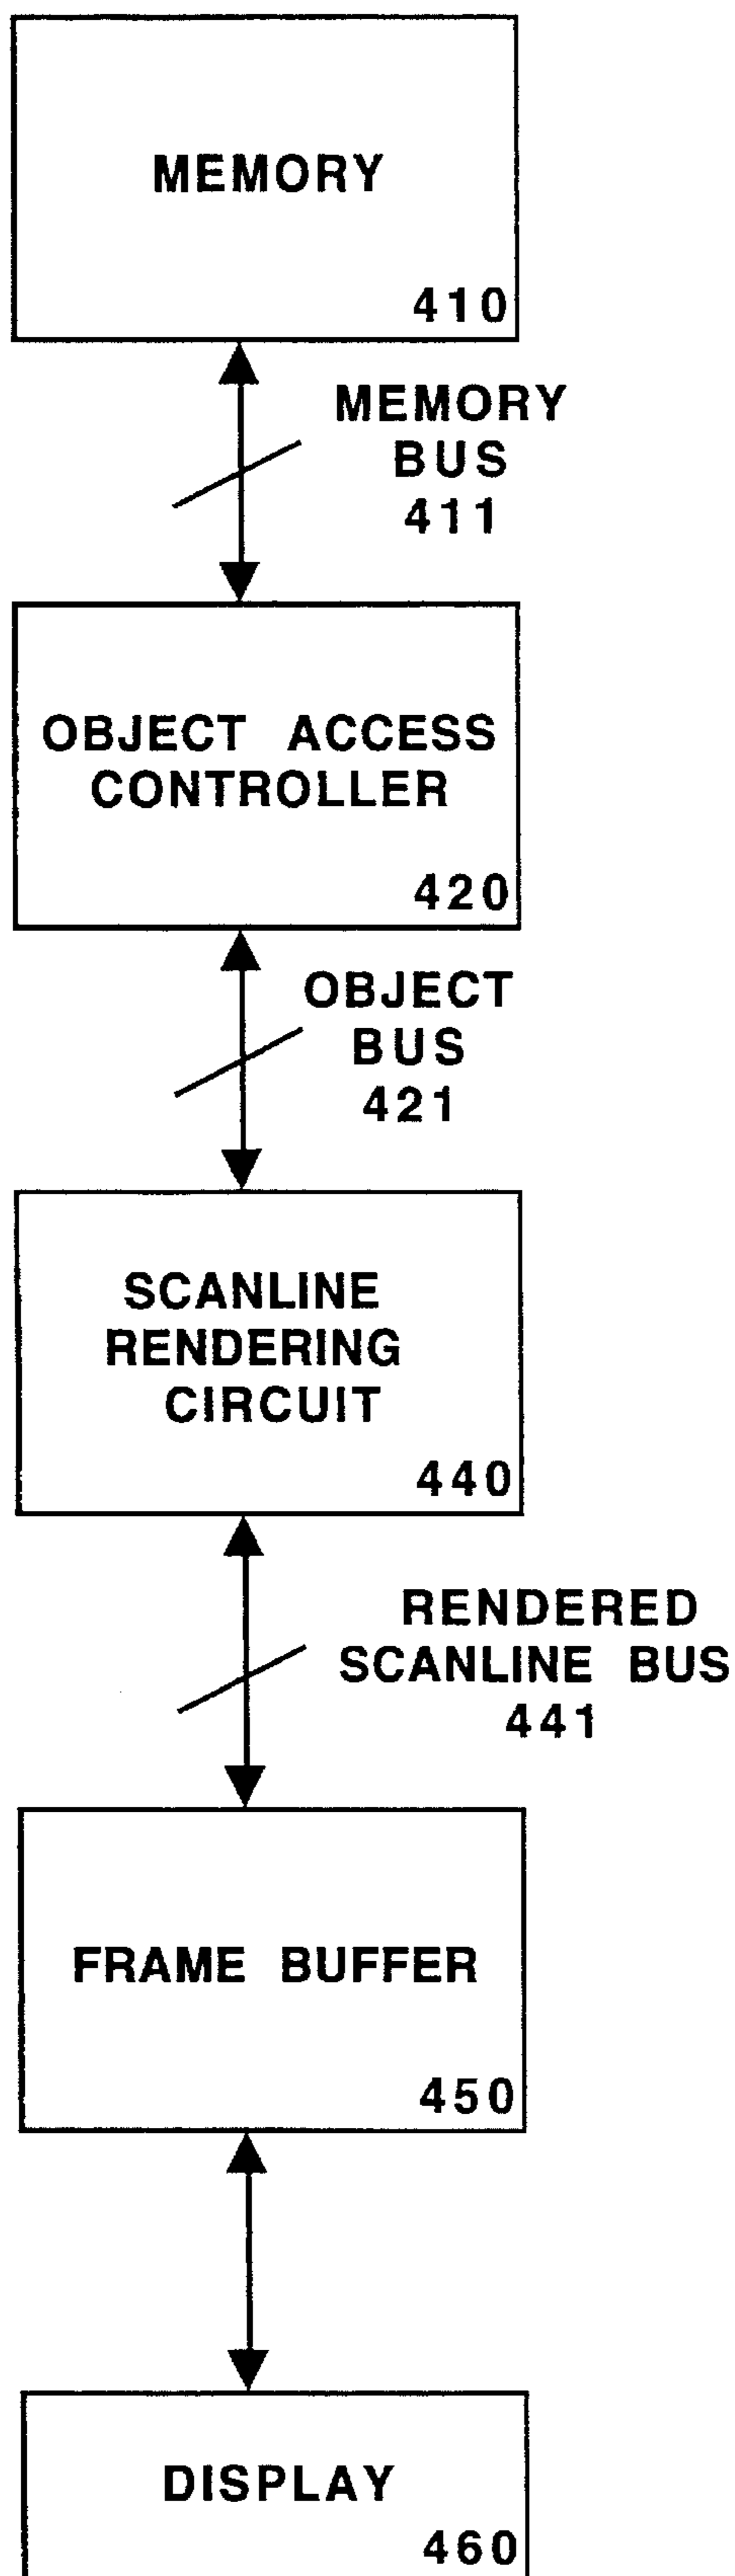 MEMORY
410
MEMORY
BUS
411
OBJECT ACCESS
CONTROLLER
420
OBJECT
BUS
421
SCANLINE
RENDERING
CIRCUIT
440
RENDERED
SCANLINE BUS
441
FRAME BUFFER
450
DISPLAY
460